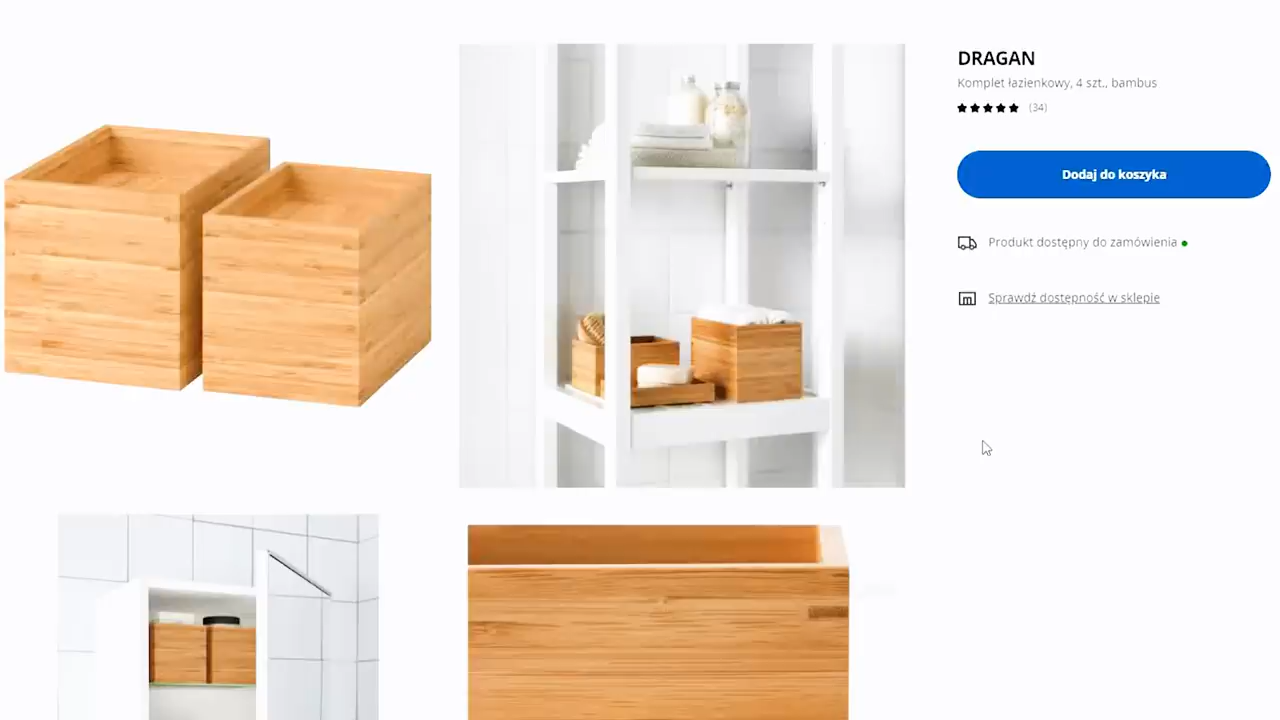 DRAGAN
Komplet łazienkowy, 4 szt., bambus
(34)
Dodaj do koszyka
Produkt dostępny do zamówienia
Sprawdź dostępność w sklepie